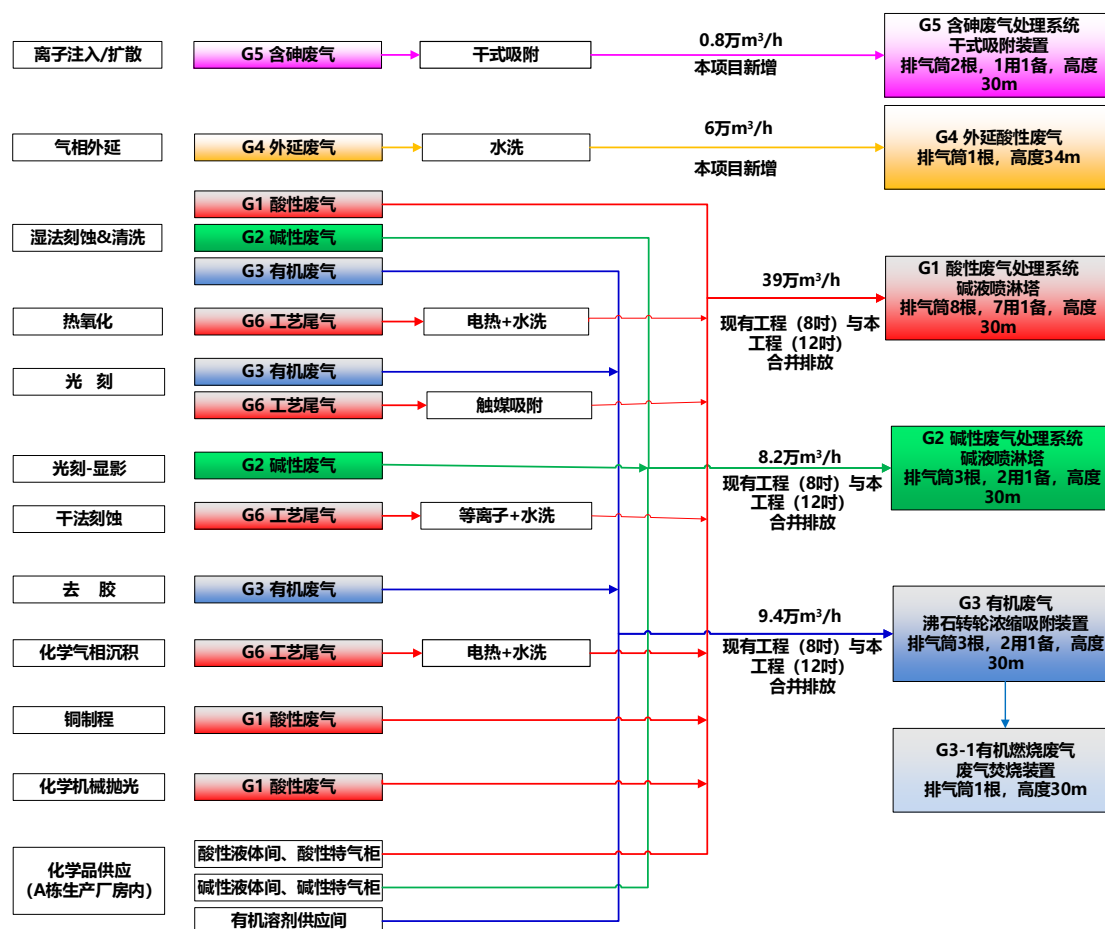 离子注入/扩散
G5 含砷废气
干式吸附
0.8万m³/h
本项目新增
G5 含砷废气处理系统
干式吸附装置
排气筒2根，1用1备，高度
30m
气相外延
G4 外延废气
水洗
6万m³/h
本项目新增
G4 外延酸性废气
排气筒1根，高度34m
湿法刻蚀&清洗
G1 酸性废气
G2 碱性废气
G3 有机废气
39万m³/h
现有工程（8吋）与本
工程（12吋）
合并排放
G1 酸性废气处理系统
碱液喷淋塔
排气筒8根，7用1备，高度
30m
热氧化
G6 工艺尾气
电热+水洗
光 刻
G3 有机废气
G6 工艺尾气
触媒吸附
光刻-显影
G2 碱性废气
8.2万m³/h
现有工程（8吋）与本
工程（12吋）
合并排放
G2 碱性废气处理系统
碱液喷淋塔
排气筒3根，2用1备，高度
30m
干法刻蚀
G6 工艺尾气
等离子+水洗
去 胶
G3 有机废气
9.4万m³/h
现有工程（8吋）与本
工程（12吋）
合并排放
G3 有机废气
沸石转轮浓缩吸附装置
排气筒3根，2用1备，高度
30m
化学气相沉积
G6 工艺尾气
电热+水洗
铜制程
G1 酸性废气
G3-1有机燃烧废气
废气焚烧装置
排气筒1根，高度30m
化学机械抛光
G1 酸性废气
化学品供应
（A栋生产厂房内）
酸性液体间、酸性特气柜
碱性液体间、碱性特气柜
有机溶剂供应间